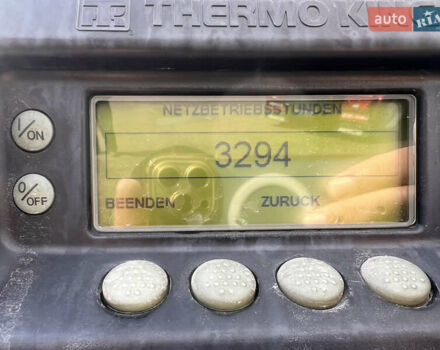 THERMO K
auto RIA
I/ON
O/OFF
NETZBETRIEBSSTUNDEN
3294
BEENDEN ZURUCK